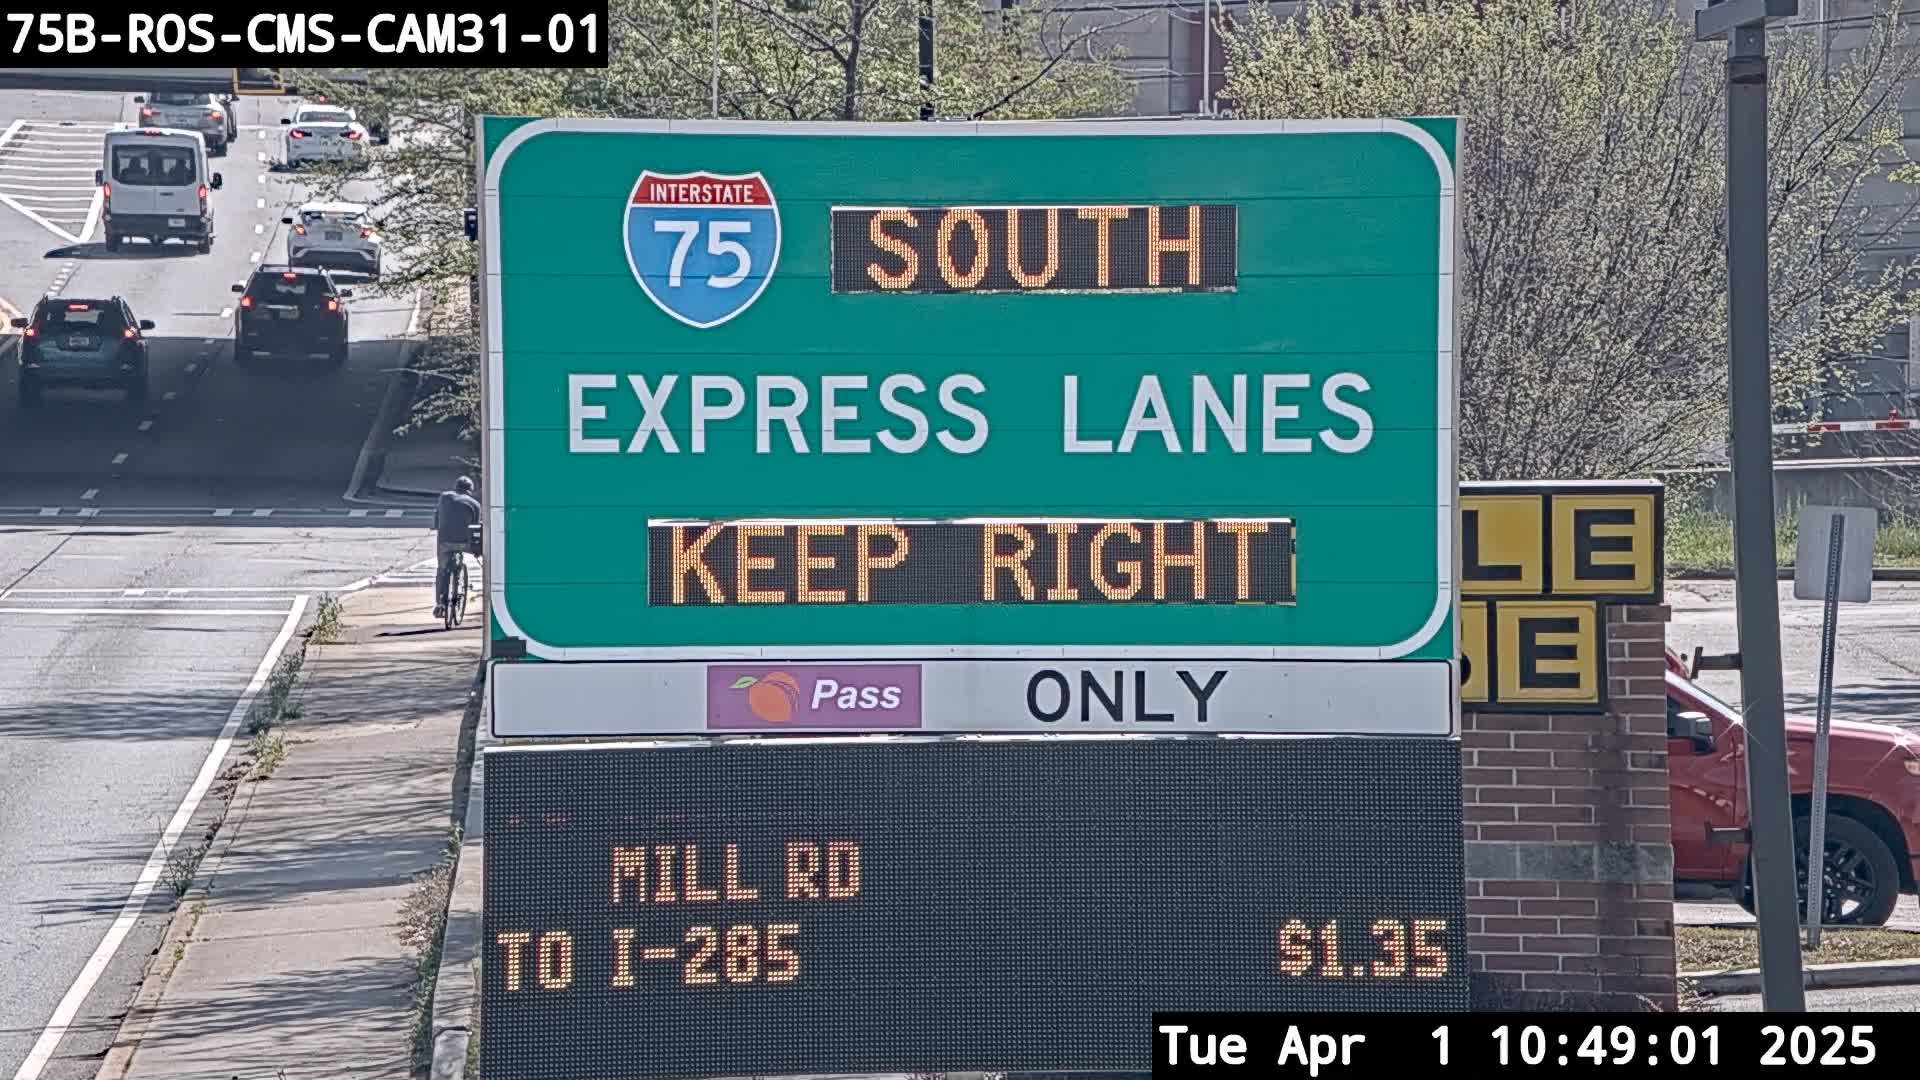 75B-ROS-CMS-CAM31-01
INTERSTATE
75
SOUTH
EXPRESS LANES
KEEP RIGHT
Pass ONLY
LE
E
MILL RD
TO I-285 $1.35
Tue Apr 1 10:49:01 2025